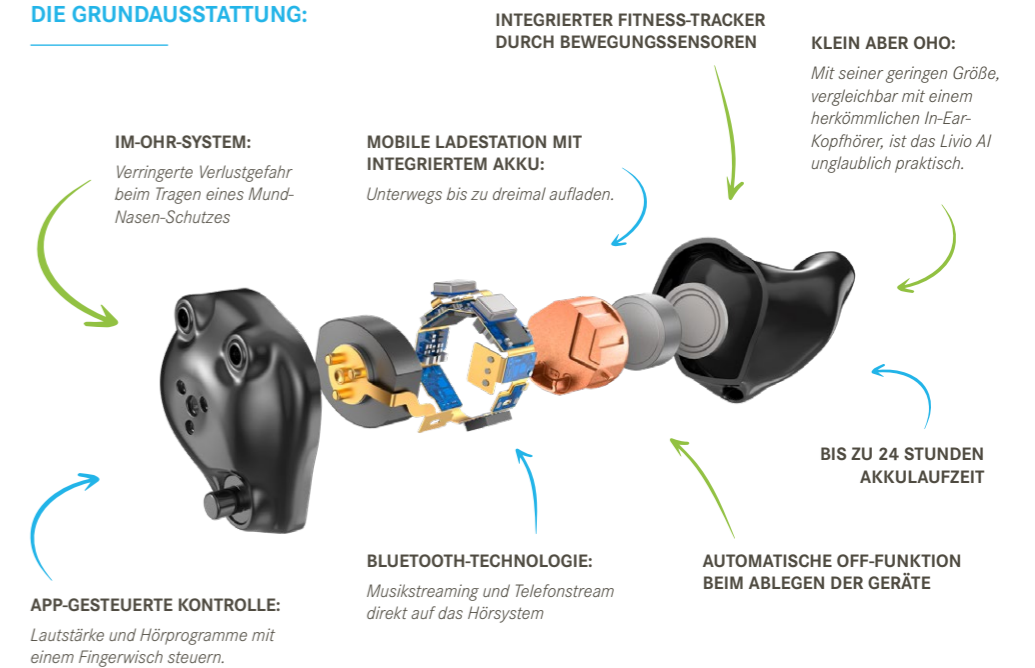 DIE GRUNDAUSSTATTUNG:
INTEGRIERTER FITNESS-TRACKER
DURCH BEWEGUNGSSENSOREN
KLEIN ABER OHO:
Mit seiner geringen Größe,
vergleichbar mit einem
herkömmlichen In-Ear-
Kopfhörer, ist das Livio AI
unglaublich praktisch.
IM-OHR-SYSTEM:
Verringerte Verlustgefahr
beim Tragen eines Mund-
Nasen-Schutzes
MOBILE LADESTATION MIT
INTEGRIERTEM AKKU:
Unterwegs bis zu dreimal aufladen.
BIS ZU 24 STUNDEN
AKKULAUFZEIT
APP-GESTEUERTE KONTROLLE:
Lautstärke und Hörprogramme mit
einem Fingerwisch steuern.
BLUETOOTH-TECHNOLOGIE:
Musikstreaming und Telefonstream
direkt auf das Hörsystem
AUTOMATISCHE OFF-FUNKTION
BEIM ABLEGEN DER GERÄTE